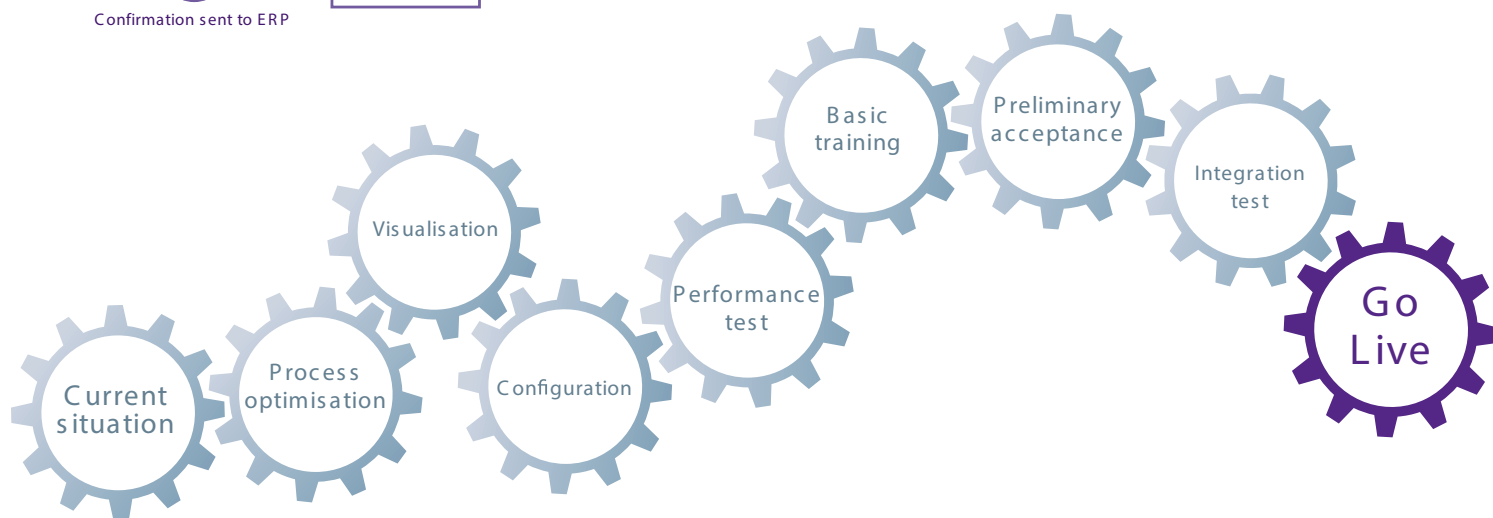 Confirmation sent to ERP
Current
situation
Process
optimisation
Visualisation
Configuration
Performance
test
Basic
training
Preliminary
acceptance
Integration
test
Go
Live